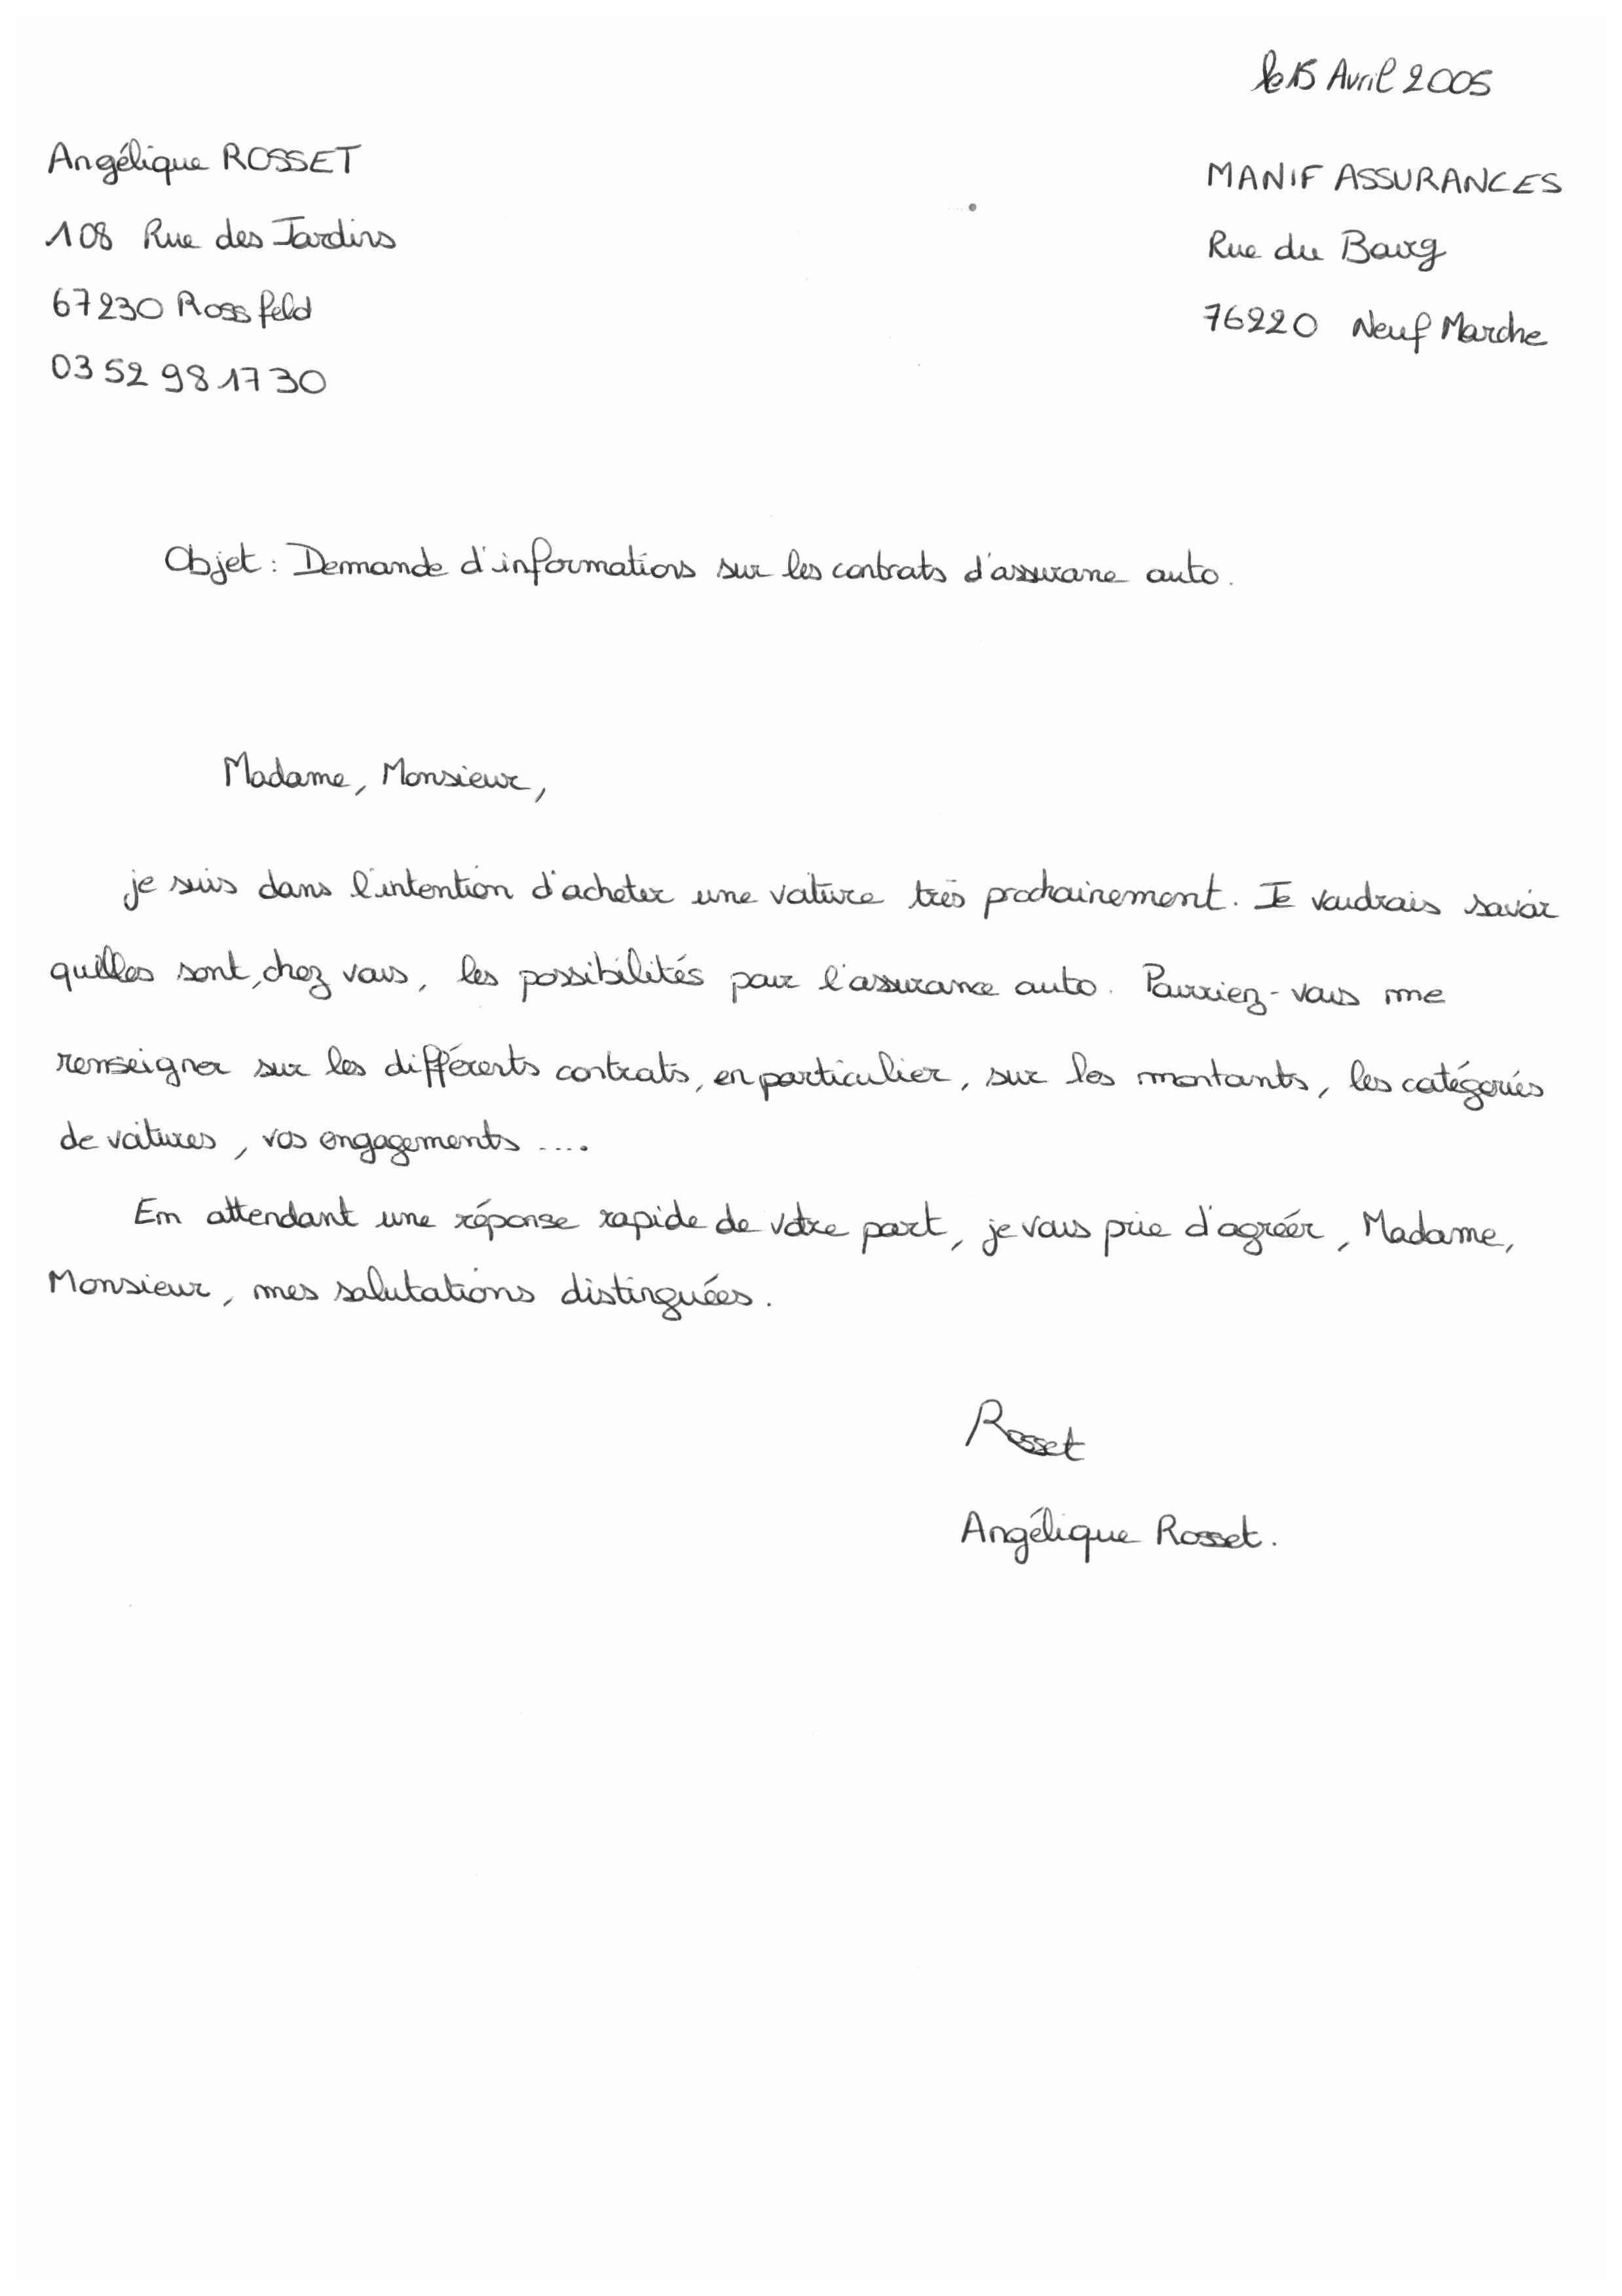 le 15 Avril 2005
Angélique ROSSET
108 Rue des Jardins
67230 Rossfeld
03 52 98 17 30
MANIF ASSURANCES
Rue du Bourg
76220 Neuf Marche
Objet : Demande d'informations sur les contrats d'assurance auto.
Madame, Monsieur,
je suis dans l'intention d'acheter une voiture très prochainement. Je voudrais savoir
quelles sont, chez vous, les possibilités pour l'assurance auto. Pourriez-vous me
renseigner sur les différents contrats, en particulier, sur les montants, les catégories
de voitures, vos engagements ....
En attendant une réponse rapide de votre part, je vous prie d'agréér, Madame,
Monsieur, mes salutations distinguées.
Rosset
Angélique Rosset.